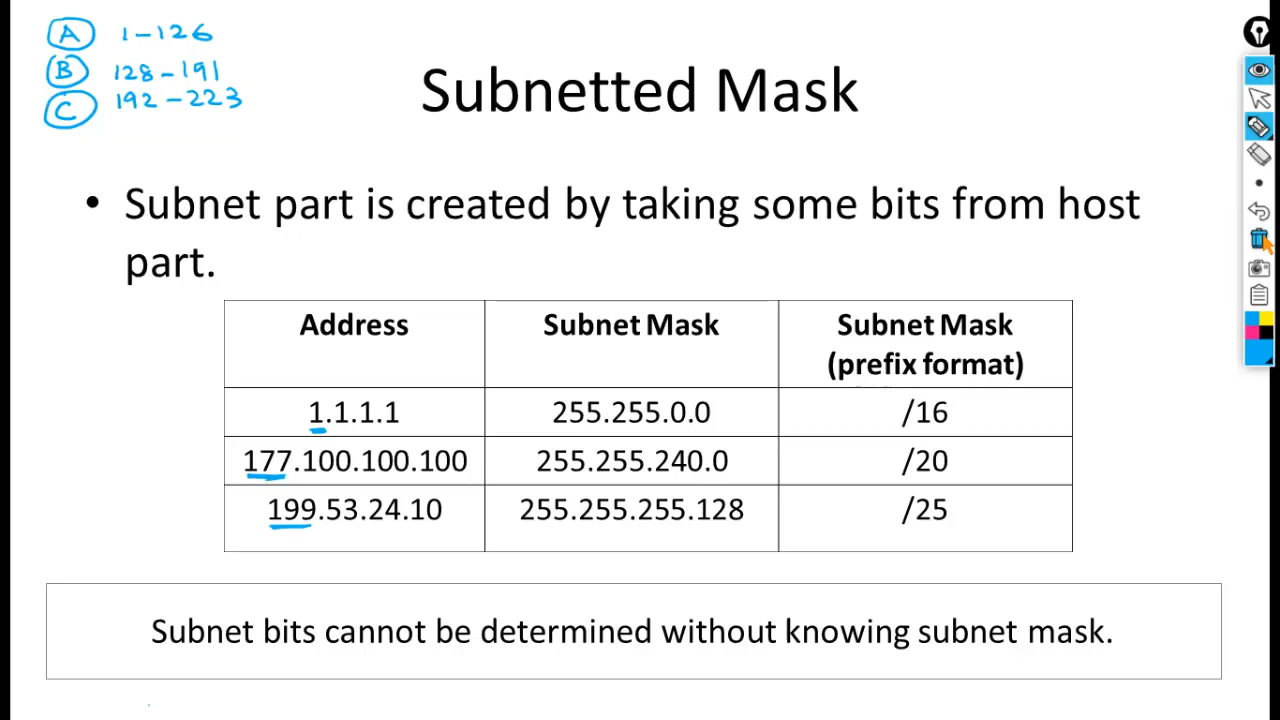 A 1-126
B 128-191
C 192-223
Subnetted Mask
• Subnet part is created by taking some bits from host
part.
Address Subnet Mask Subnet Mask
(prefix format)
1.1.1.1 255.255.0.0 /16
177.100.100.100 255.255.240.0 /20
199.53.24.10 255.255.255.128 /25
Subnet bits cannot be determined without knowing subnet mask.